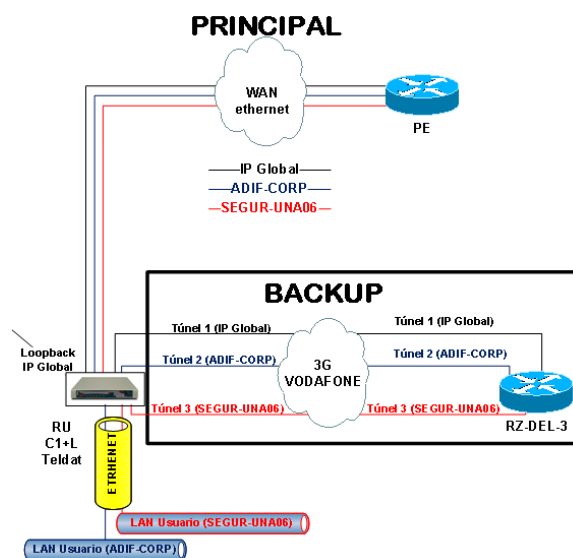 PRINCIPAL
WAN
ethernet
PE
IP Global
ADIF-CORP
SEGUR-UNA06
BACKUP
Loopback
IP Global
Túnel 1 (IP Global)
Túnel 1 (IP Global)
Túnel 2 (ADIF-CORP)
Túnel 2 (ADIF-CORP)
3G
VODAFONE
Túnel 3 (SEGUR-UNA06)
Túnel 3 (SEGUR-UNA06)
RZ-DEL-3
RU
C1+L
Teldat
ETRHENET
LAN Usuario (SEGUR-UNA06)
LAN Usuario (ADIF-CORP)